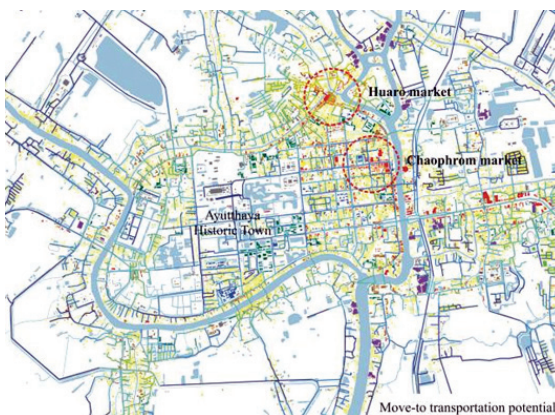 Huaro market
Chaophrom market
Ayutthaya
Historic Town
Move-to transportation potential